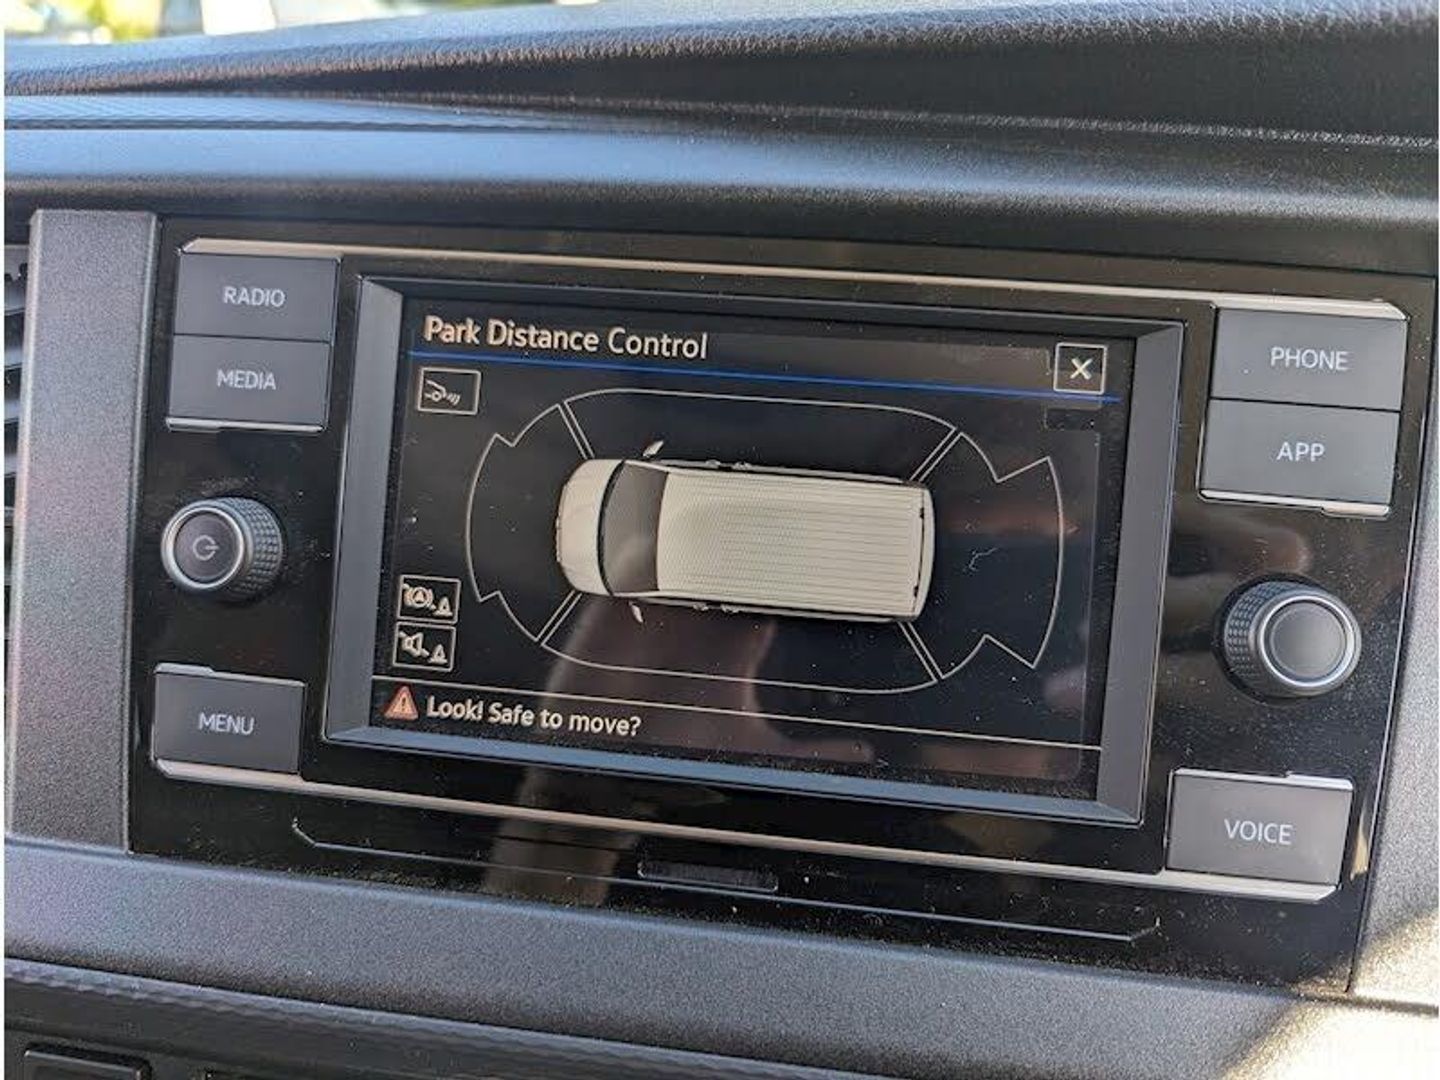 RADIO
MEDIA
MENU
Park Distance Control
Look! Safe to move?
PHONE
APP
VOICE